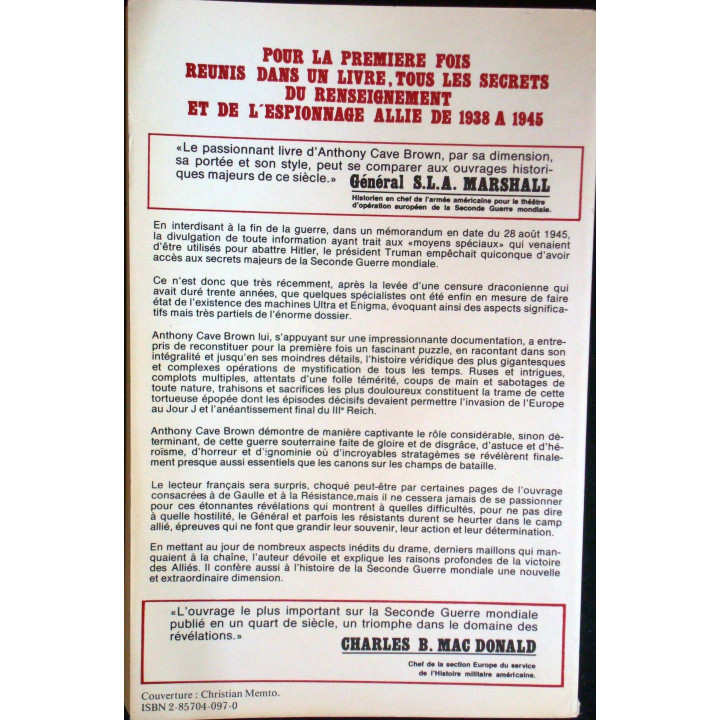 POUR LA PREMIERE FOIS
REUNIS DANS UN LIVRE, TOUS LES SECRETS
DU RENSEIGNEMENT
ET DE L'ESPIONNAGE ALLIE DE 1938 A 1945
«Le passionnant livre d'Anthony Cave Brown, par sa dimension,
sa portée et son style, peut se comparer aux ouvrages histori-
ques majeurs de ce siècle.» Général S.L.A. MARSHALL
Historien en chef de l'armée américaine pour le théâtre
d'opération européen de la Seconde Guerre mondiale.
En interdisant à la fin de la guerre, dans un mémorandum en date du 28 août 1945,
la divulgation de toute information ayant trait aux «moyens spéciaux» qui venaient
d'être utilisés pour abattre Hitler, le président Truman empêchait quiconque d'avoir
accès aux secrets majeurs de la Seconde Guerre mondiale.
Ce n'est donc que très récemment, après la levée d'une censure draconienne qui
avait duré trente années, que quelques spécialistes ont été enfin en mesure de faire
état de l'existence des machines Ultra et Enigma, évoquant ainsi des aspects significa-
tifs mais très partiels de l'énorme dossier.
Anthony Cave Brown lui, s'appuyant sur une impressionnante documentation, a entre-
pris de reconstituer pour la première fois un fascinant puzzle, en racontant dans son
intégralité et jusqu'en ses moindres détails, l'histoire véridique des plus gigantesques
et complexes opérations de mystification de tous les temps. Ruses et intrigues,
complots multiples, attentats d'une folle témérité, coups de main et sabotages de
toute nature, trahisons et sacrifices les plus douloureux constituent la trame de cette
tortueuse épopée dont les épisodes décisifs devaient permettre l'invasion de l'Europe
au Jour J et l'anéantissement final du IIIe Reich.
Anthony Cave Brown démontre de manière captivante le rôle considérable, sinon dé-
terminant, de cette guerre souterraine faite de gloire et de disgrâce, d'astuce et d'hé-
roïsme, d'horreur et d'ignominie où d'incroyables stratagèmes se révélèrent finale-
ment presque aussi essentiels que les canons sur les champs de bataille.
Le lecteur français sera surpris, choqué peut-être par certaines pages de l'ouvrage
consacrées à de Gaulle et à la Résistance,mais il ne cessera jamais de se passionner
pour ces étonnantes révélations qui montrent à quelles difficultés, pour ne pas dire
à quelle hostilité, le Général et parfois les résistants durent se heurter dans le camp
allié, épreuves qui ne font que grandir leur souvenir, leur action et leur détermination.
En mettant au jour de nombreux aspects inédits du drame, derniers maillons qui man-
quaient à la chaîne, l'auteur dévoile et explique les raisons profondes de la victoire
des Alliés. Il confère aussi à l'histoire de la Seconde Guerre mondiale une nouvelle
et extraordinaire dimension.
«L'ouvrage le plus important sur la Seconde Guerre mondiale
publié en un quart de siècle, un triomphe dans le domaine des
révélations.»
CHARLES B. MAC DONALD
Chef de la section Europe du service
de l'Histoire militaire américaine.
Couverture : Christian Memto.
ISBN 2-85704-097-0